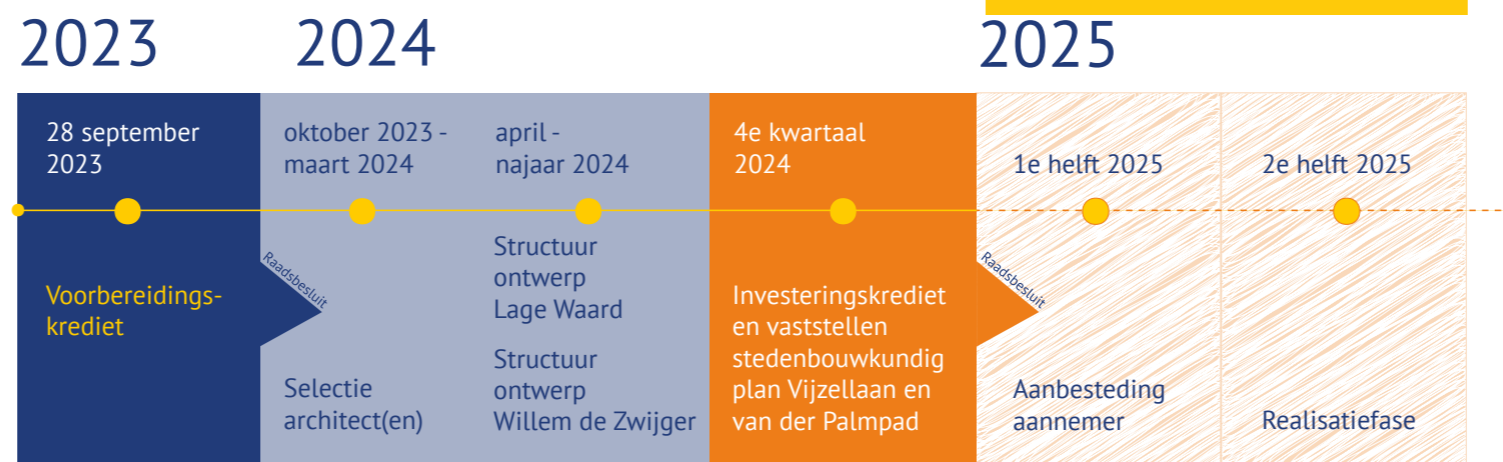 2023
2024
2025
28 september
2023
Voorbereidings-
krediet
Raadsbesluit
oktober 2023 -
maart 2024
Selectie
architect(en)
april -
najaar 2024
Structuur
ontwerp
Lage Waard
Structuur
ontwerp
Willem de Zwijger
4e kwartaal
2024
Investeringskrediet
en vaststellen
stedenbouwkundig
plan Vijzellaan en
van der Palmpad
Raadsbesluit
1e helft 2025
Aanbesteding
aannemer
2e helft 2025
Realisatiefase